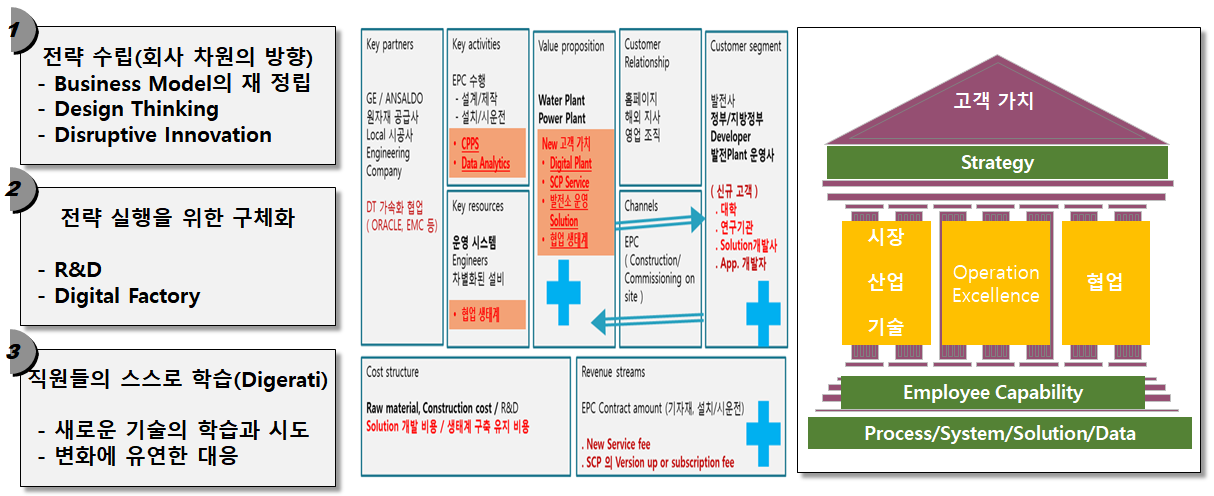 1
전략 수립(회사 차원의 방향)
- Business Model의 재 정립
- Design Thinking
- Disruptive Innovation
2
전략 실행을 위한 구체화
- R&D
- Digital Factory
3
직원들의 스스로 학습(Digerati)
- 새로운 기술의 학습과 시도
- 변화에 유연한 대응
Key partners
GE / ANSALDO
원자재 공급사
Local 시공사
Engineering
Company
DT 가속화 협업
( ORACLE, EMC 등)
Key activities
EPC 수행
- 설계/제작
- 설치/시운전
• CPPS
• Data Analytics
Key resources
운영 시스템
Engineers
차별화된 설비
• 협업 생태계
Value proposition
Water Plant
Power Plant
New 고객 가치
• Digital Plant
• SCP Service
• 발전소 운영
Solution
• 협업 생태계
Customer
Relationship
홈페이지
해외 지사
영업 조직
Channels
EPC
( Construction/
Commissioning on
site )
Customer segment
발전사
정부/지방정부
Developer
발전Plant 운영사
( 신규 고객 )
. 대학
. 연구기관
. Solution개발사
. App. 개발자
Cost structure
Raw material, Construction cost / R&D
Solution 개발 비용 / 생태계 구축 유지 비용
Revenue streams
EPC Contract amount (기자재, 설치/시운전)
. New Service fee
. SCP 의 Version up or subscription fee
고객 가치
Strategy
시장
산업
기술
Operation
Excellence
협업
Employee Capability
Process/System/Solution/Data